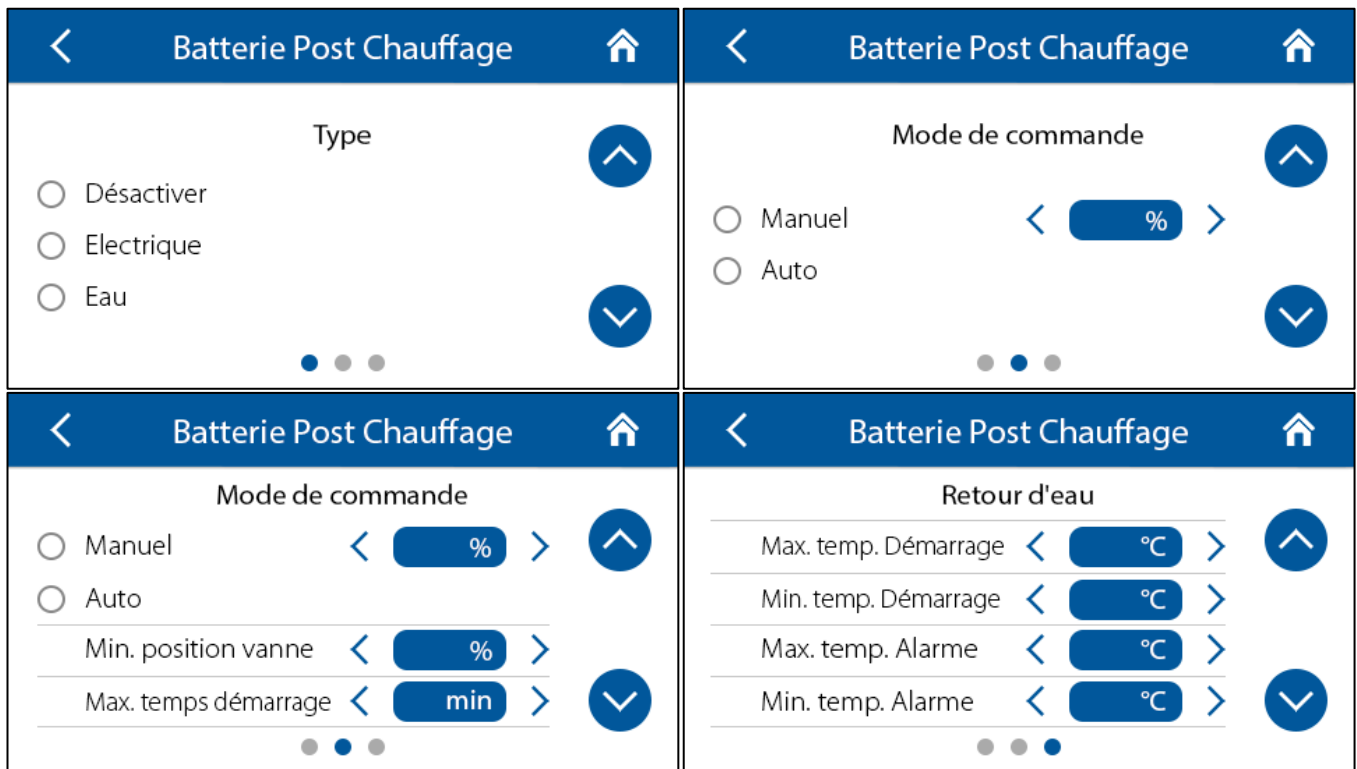 Batterie Post Chauffage
Type
Désactiver
Electrique
Eau
Batterie Post Chauffage
Mode de commande
Manuel %
Auto
Batterie Post Chauffage
Mode de commande
Manuel %
Auto
Min. position vanne %
Max. temps démarrage min
Batterie Post Chauffage
Retour d'eau
Max. temp. Démarrage °C
Min. temp. Démarrage °C
Max. temp. Alarme °C
Min. temp. Alarme °C